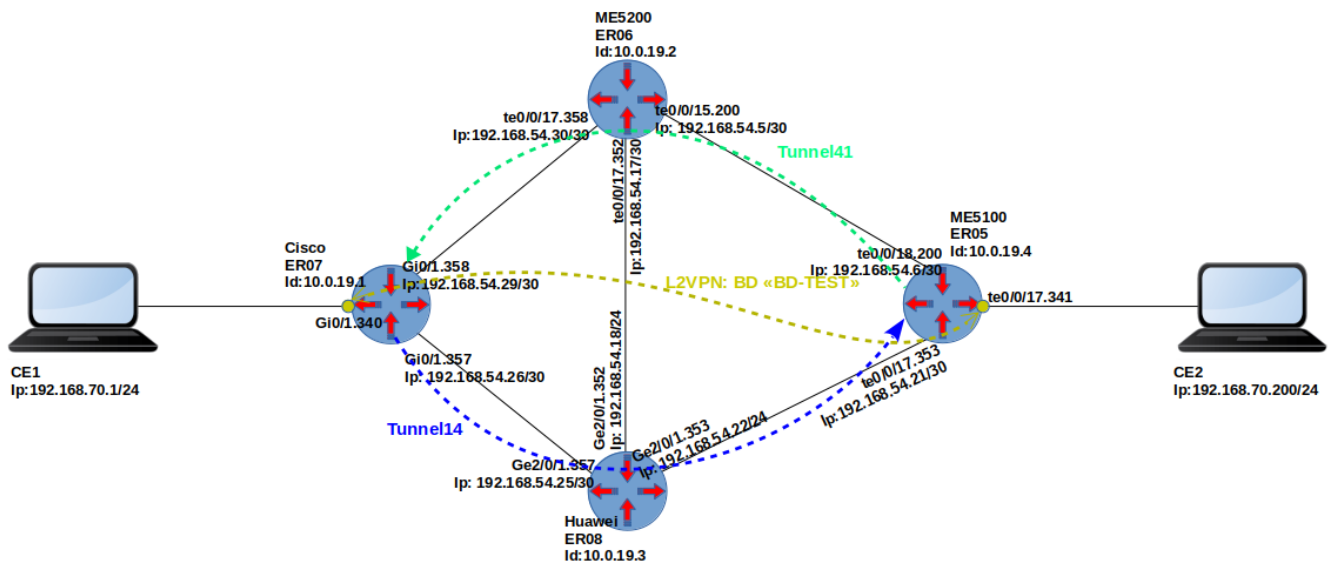 ME5200
ER06
Id:10.0.19.2
te0/0/17.358
Ip:192.168.54.30/30
te0/0/15.200
Ip: 192.168.54.5/30
te0/0/17.352
Ip:192.168.54.17/30
Tunnel41
ME5100
ER05
Id:10.0.19.4
Cisco
ER07
Id:10.0.19.1
Gi0/1.358
Ip:192.168.54.29/30
te0/0/18.200
Ip: 192.168.54.6/30
L2VPN: BD «BD-TEST»
te0/0/17.341
Gi0/1.340
CE1
Ip:192.168.70.1/24
CE2
Ip:192.168.70.200/24
Gi0/1.357
Ip: 192.168.54.26/30
Ge2/0/1.352
Ip: 192.168.54.18/24
te0/0/17.353
Ip:192.168.54.21/30
Tunnel14
Ge2/0/1.353
Ip: 192.168.54.22/24
Ge2/0/1.357
Ip: 192.168.54.25/30
Huawei
ER08
Id:10.0.19.3